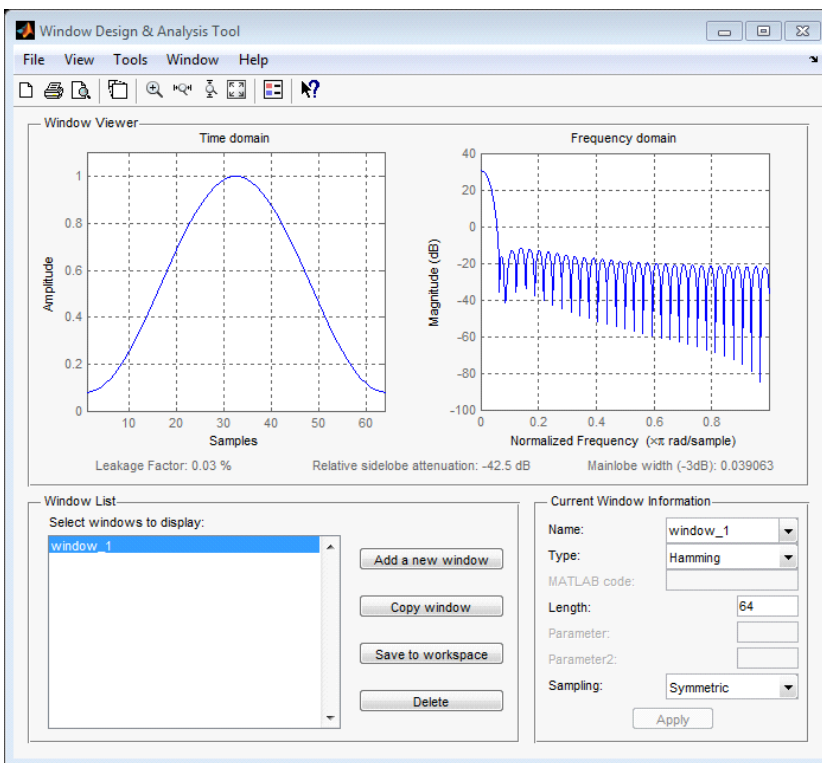 Window Design & Analysis Tool
File View Tools Window Help
Window Viewer
Time domain
Frequency domain
Amplitude
1
0.8
0.6
0.4
0.2
0
10 20 30 40 50 60
Samples
Magnitude (dB)
40
20
0
-20
-40
-60
-80
-100
0 0.2 0.4 0.6 0.8
Normalized Frequency (×π rad/sample)
Leakage Factor: 0.03 %
Relative sidelobe attenuation: -42.5 dB
Mainlobe width (-3dB): 0.039063
Window List
Select windows to display:
window_1
Add a new window
Copy window
Save to workspace
Delete
Current Window Information
Name: window_1
Type: Hamming
MATLAB code:
Length: 64
Parameter:
Parameter2:
Sampling: Symmetric
Apply